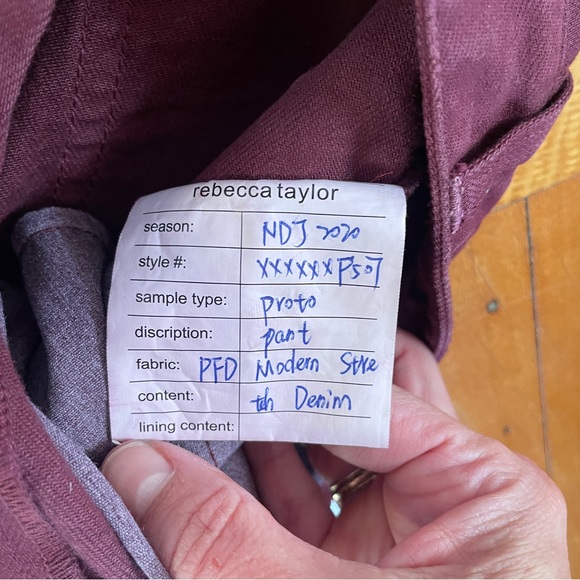 rebecca taylor
season: NDJ 2020
style #: XXXXXXPS07
sample type: proto
discription: pant
fabric: PFD Modern Stre
content: tch Denim
lining content: